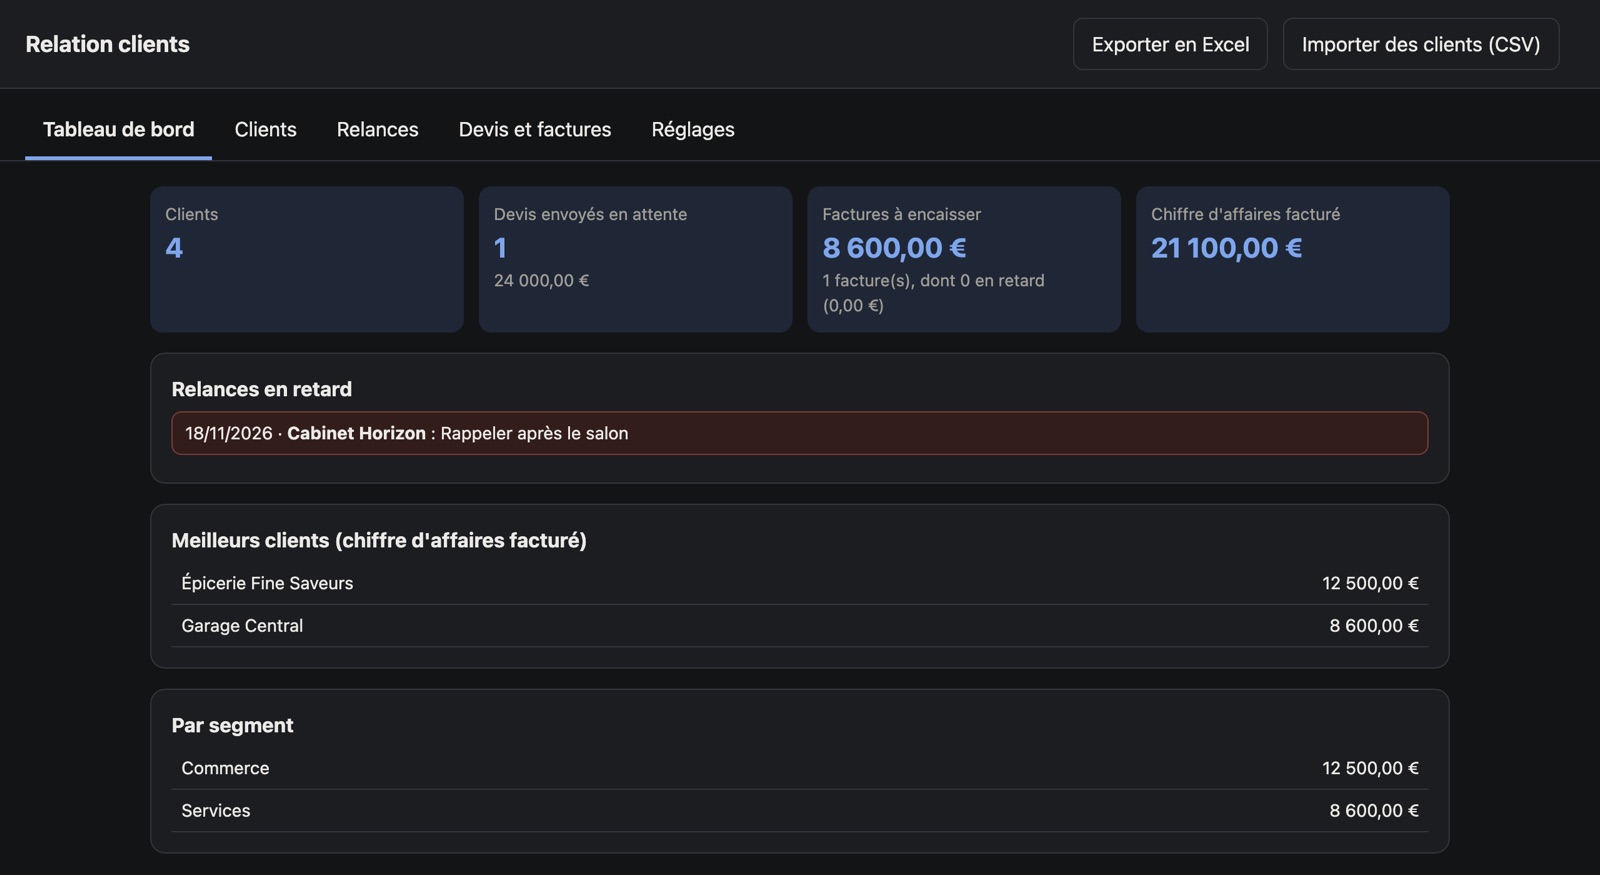 Relation clients
Exporter en Excel
Importer des clients (CSV)
Tableau de bord
Clients
Relances
Devis et factures
Réglages
Clients
4
Devis envoyés en attente
1
24 000,00 €
Factures à encaisser
8 600,00 €
1 facture(s), dont 0 en retard
(0,00 €)
Chiffre d'affaires facturé
21 100,00 €
Relances en retard
18/11/2026 · Cabinet Horizon : Rappeler après le salon
Meilleurs clients (chiffre d'affaires facturé)
Épicerie Fine Saveurs 12 500,00 €
Garage Central 8 600,00 €
Par segment
Commerce 12 500,00 €
Services 8 600,00 €